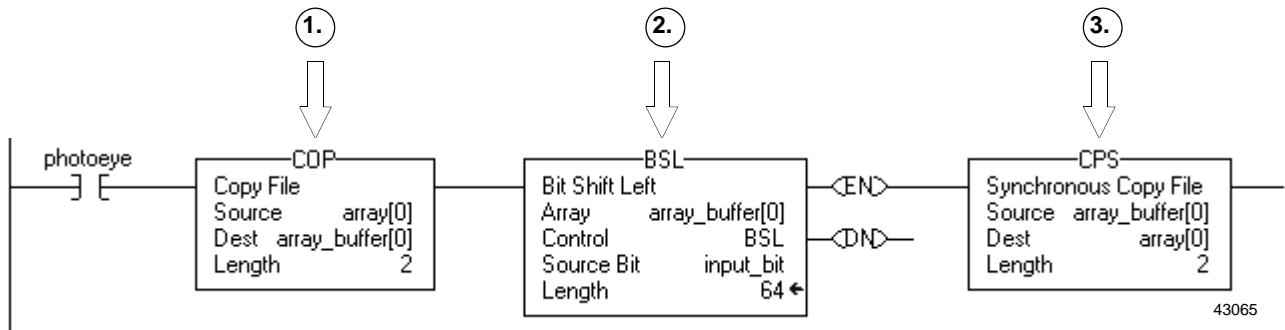 1.
2.
3.
photoeye
COP
Copy File
Source array[0]
Dest array_buffer[0]
Length 2
BSL
Bit Shift Left
Array array_buffer[0]
Control BSL
Source Bit input_bit
Length 64
EN
DN
CPS
Synchronous Copy File
Source array_buffer[0]
Dest array[0]
Length 2
43065